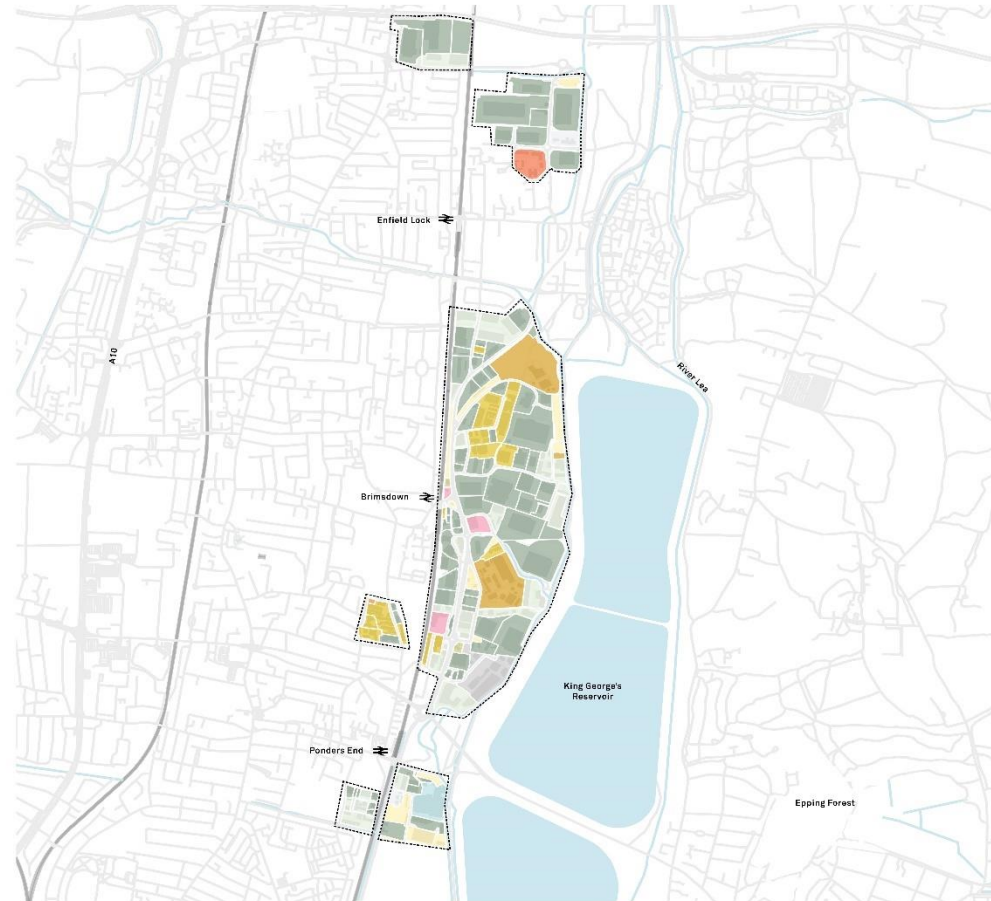 Enfield Lock
A10
River Lea
Brimsdown
King George's
Reservoir
Ponders End
Epping Forest